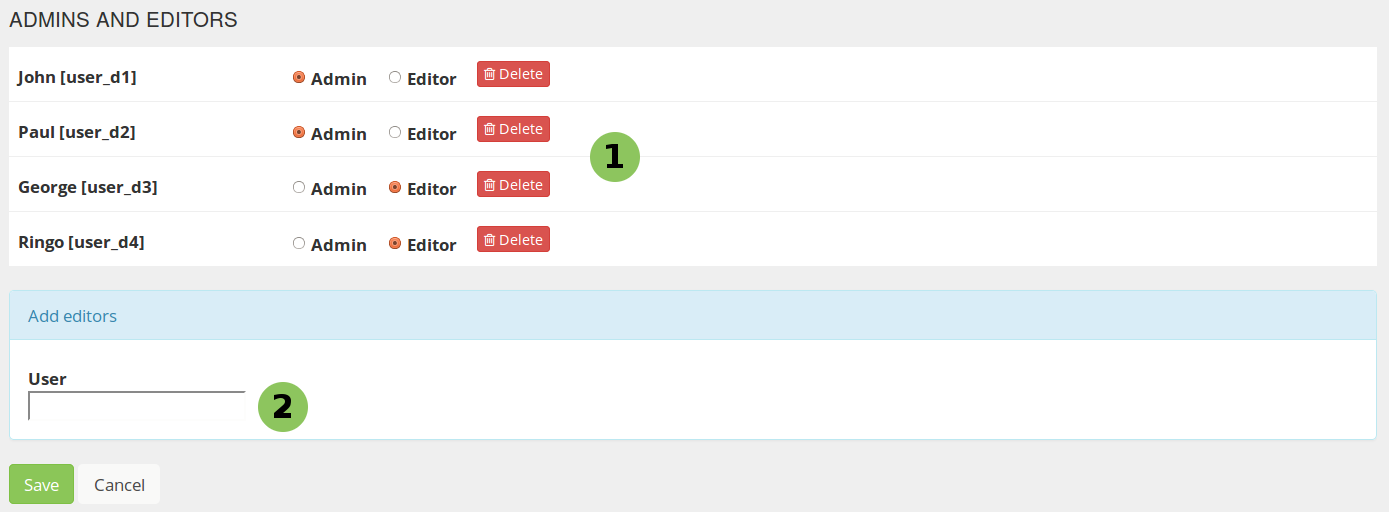 ADMINS AND EDITORS
John [user_d1] Admin Editor Delete
Paul [user_d2] Admin Editor Delete
1
George [user_d3] Admin Editor Delete
Ringo [user_d4] Admin Editor Delete
Add editors
User
2
Save Cancel